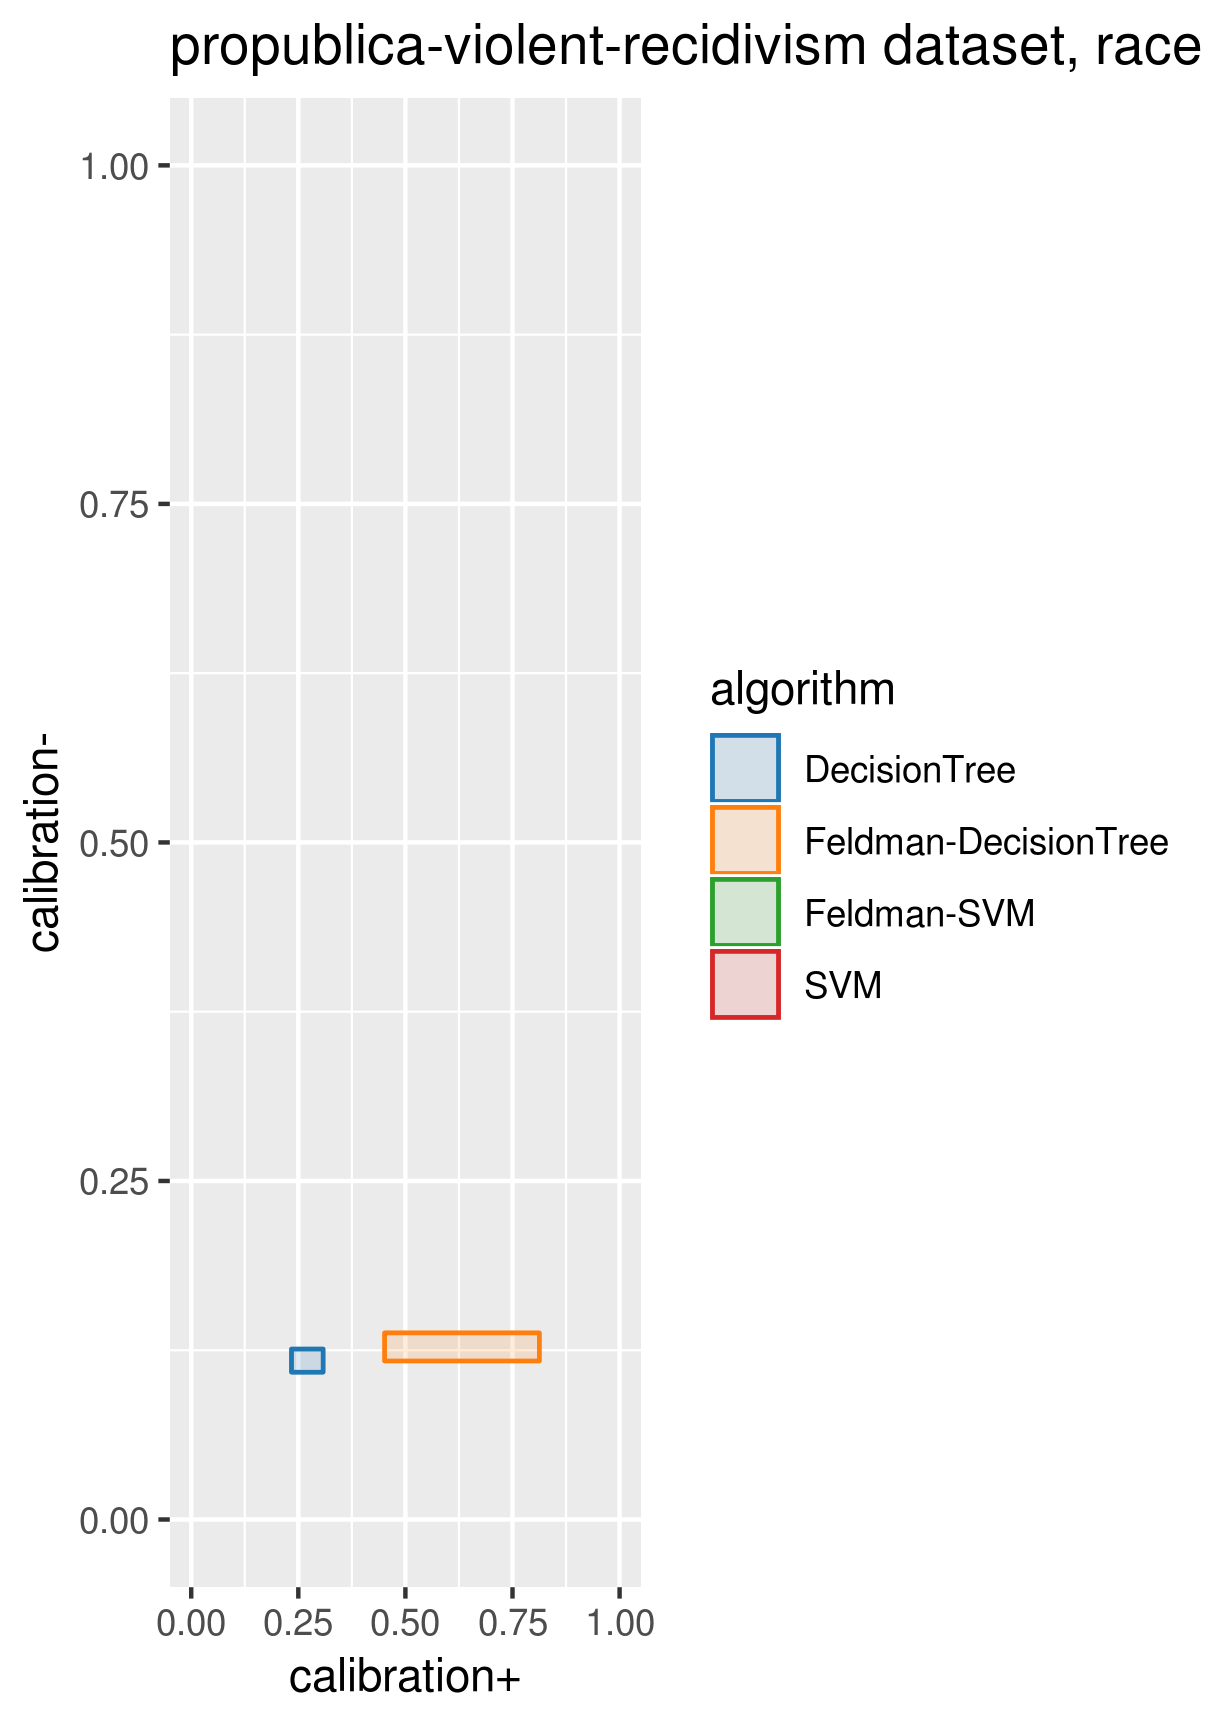 propublica-violent-recidivism dataset, race
1.00
0.75
0.50
0.25
0.00
calibration-
0.00 0.25 0.50 0.75 1.00
calibration+
algorithm
DecisionTree
Feldman-DecisionTree
Feldman-SVM
SVM